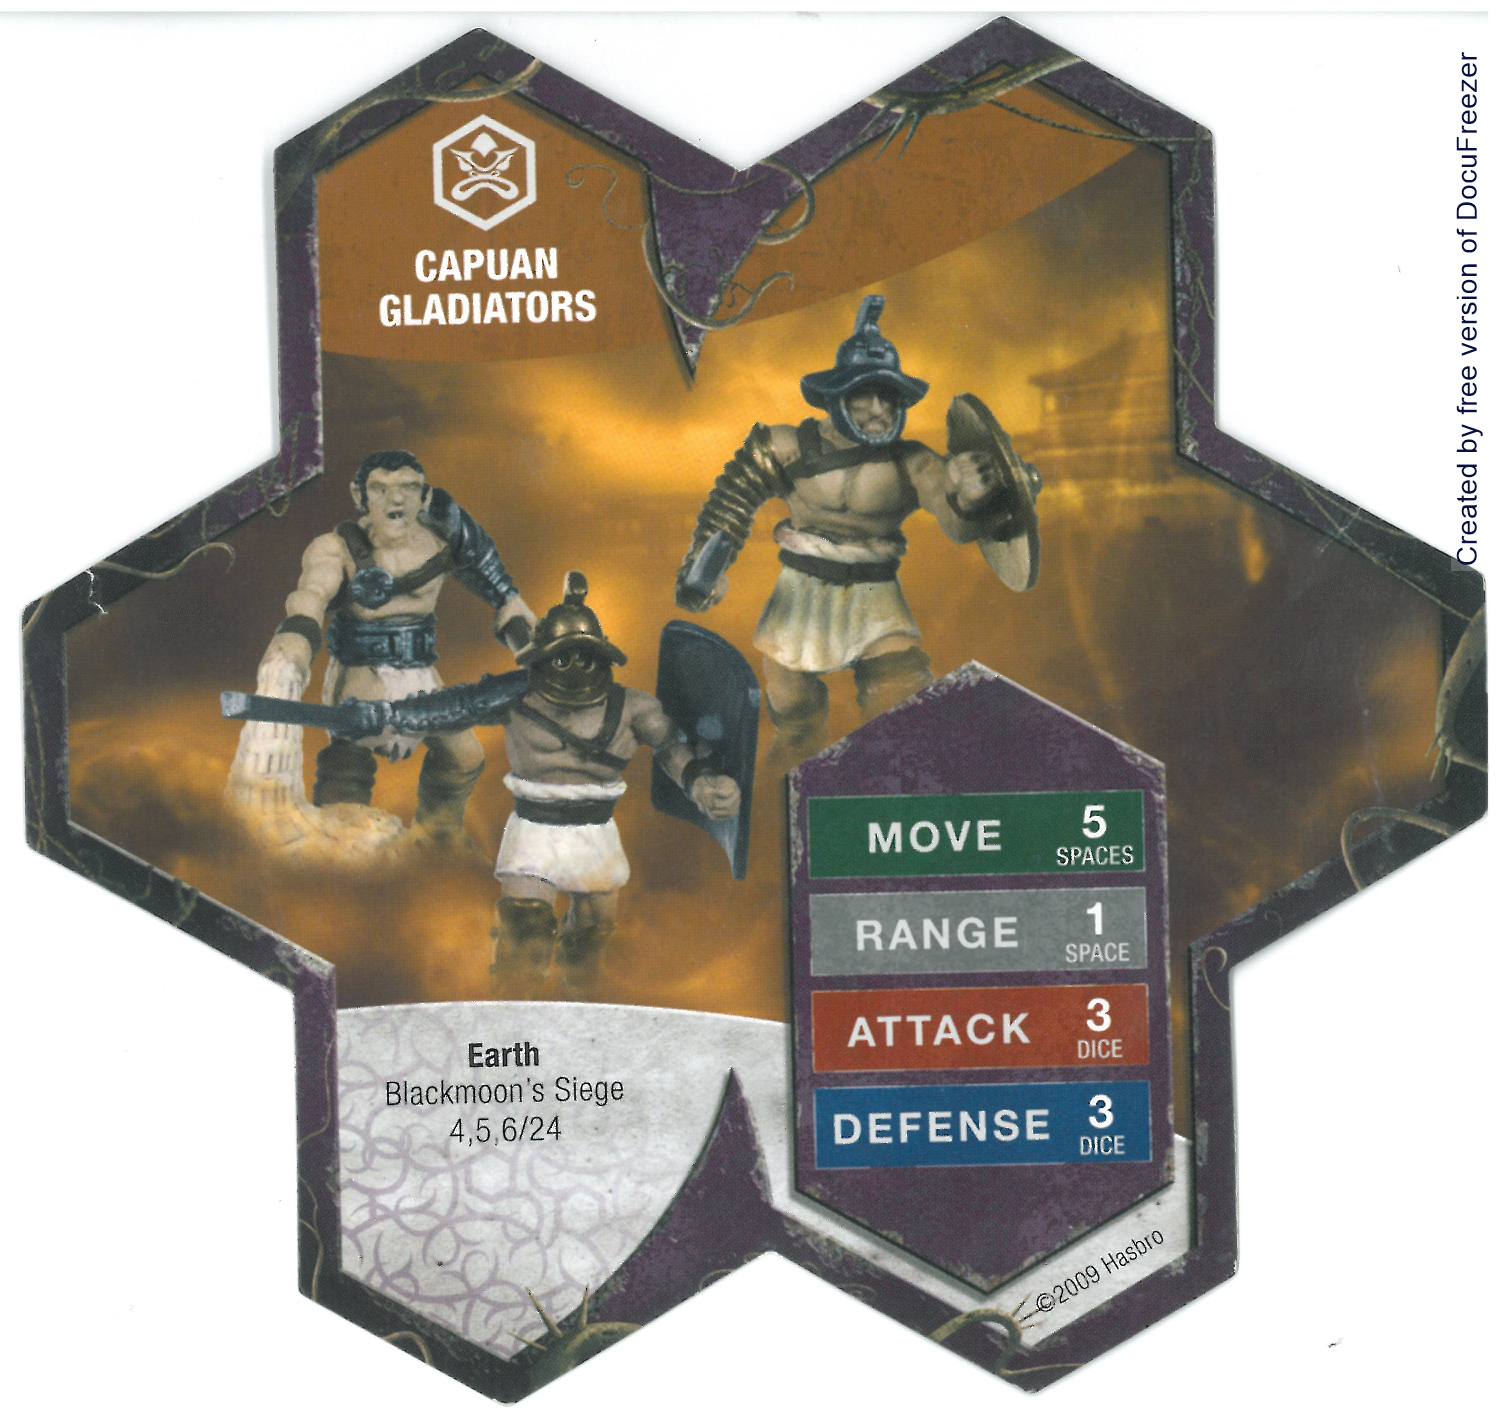 CAPUAN
GLADIATORS
MOVE 5
SPACES
RANGE 1
SPACE
ATTACK 3
DICE
DEFENSE 3
DICE
Earth
Blackmoon's Siege
4,5,6/24
©2009 Hasbro
Created by free version of DocuFreezer